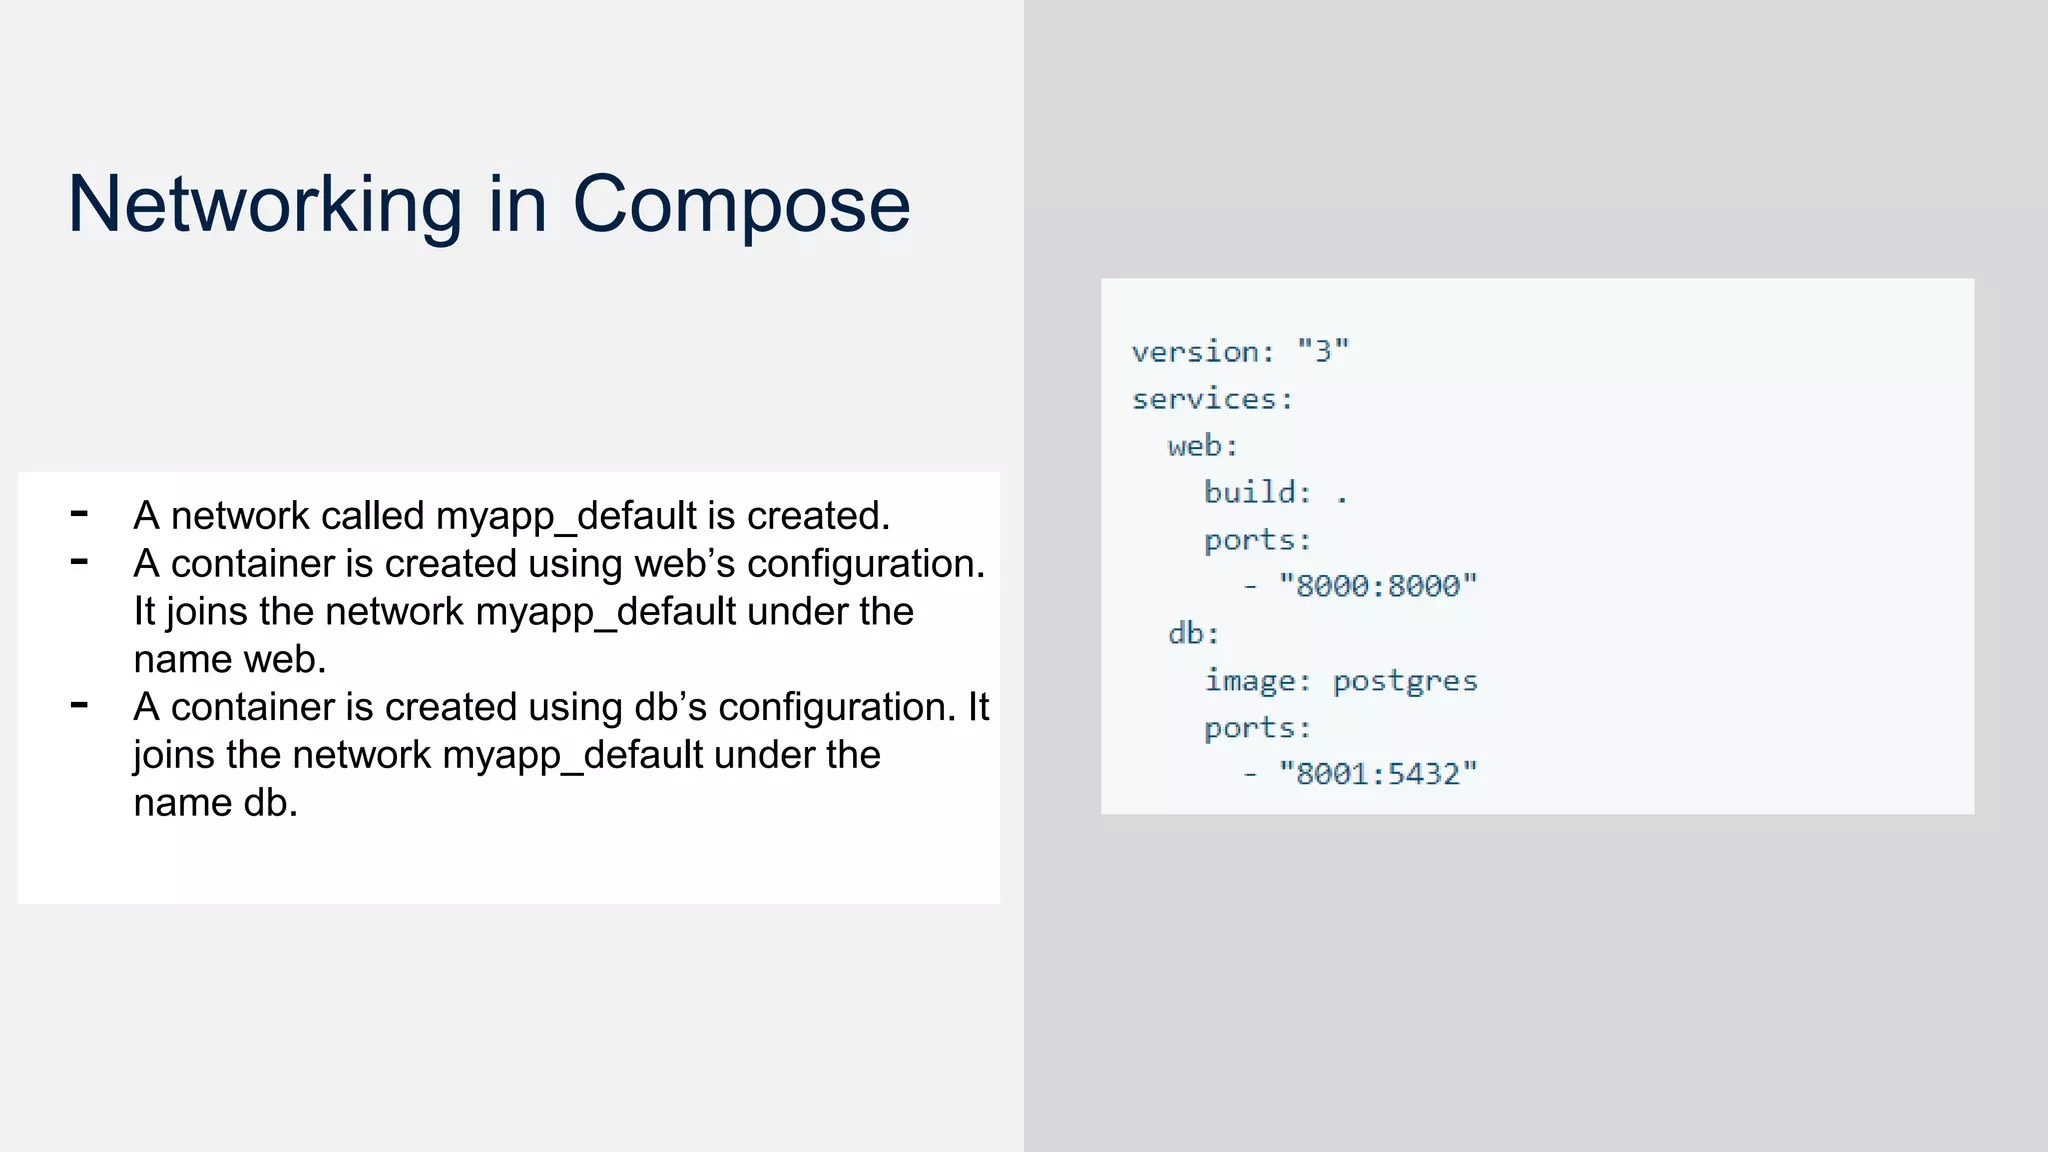 Networking in Compose
- A network called myapp_default is created.
- A container is created using web’s configuration.
It joins the network myapp_default under the
name web.
- A container is created using db’s configuration. It
joins the network myapp_default under the
name db.
version: "3"
services:
  web:
    build: .
    ports:
      - "8000:8000"
  db:
    image: postgres
    ports:
      - "8001:5432"